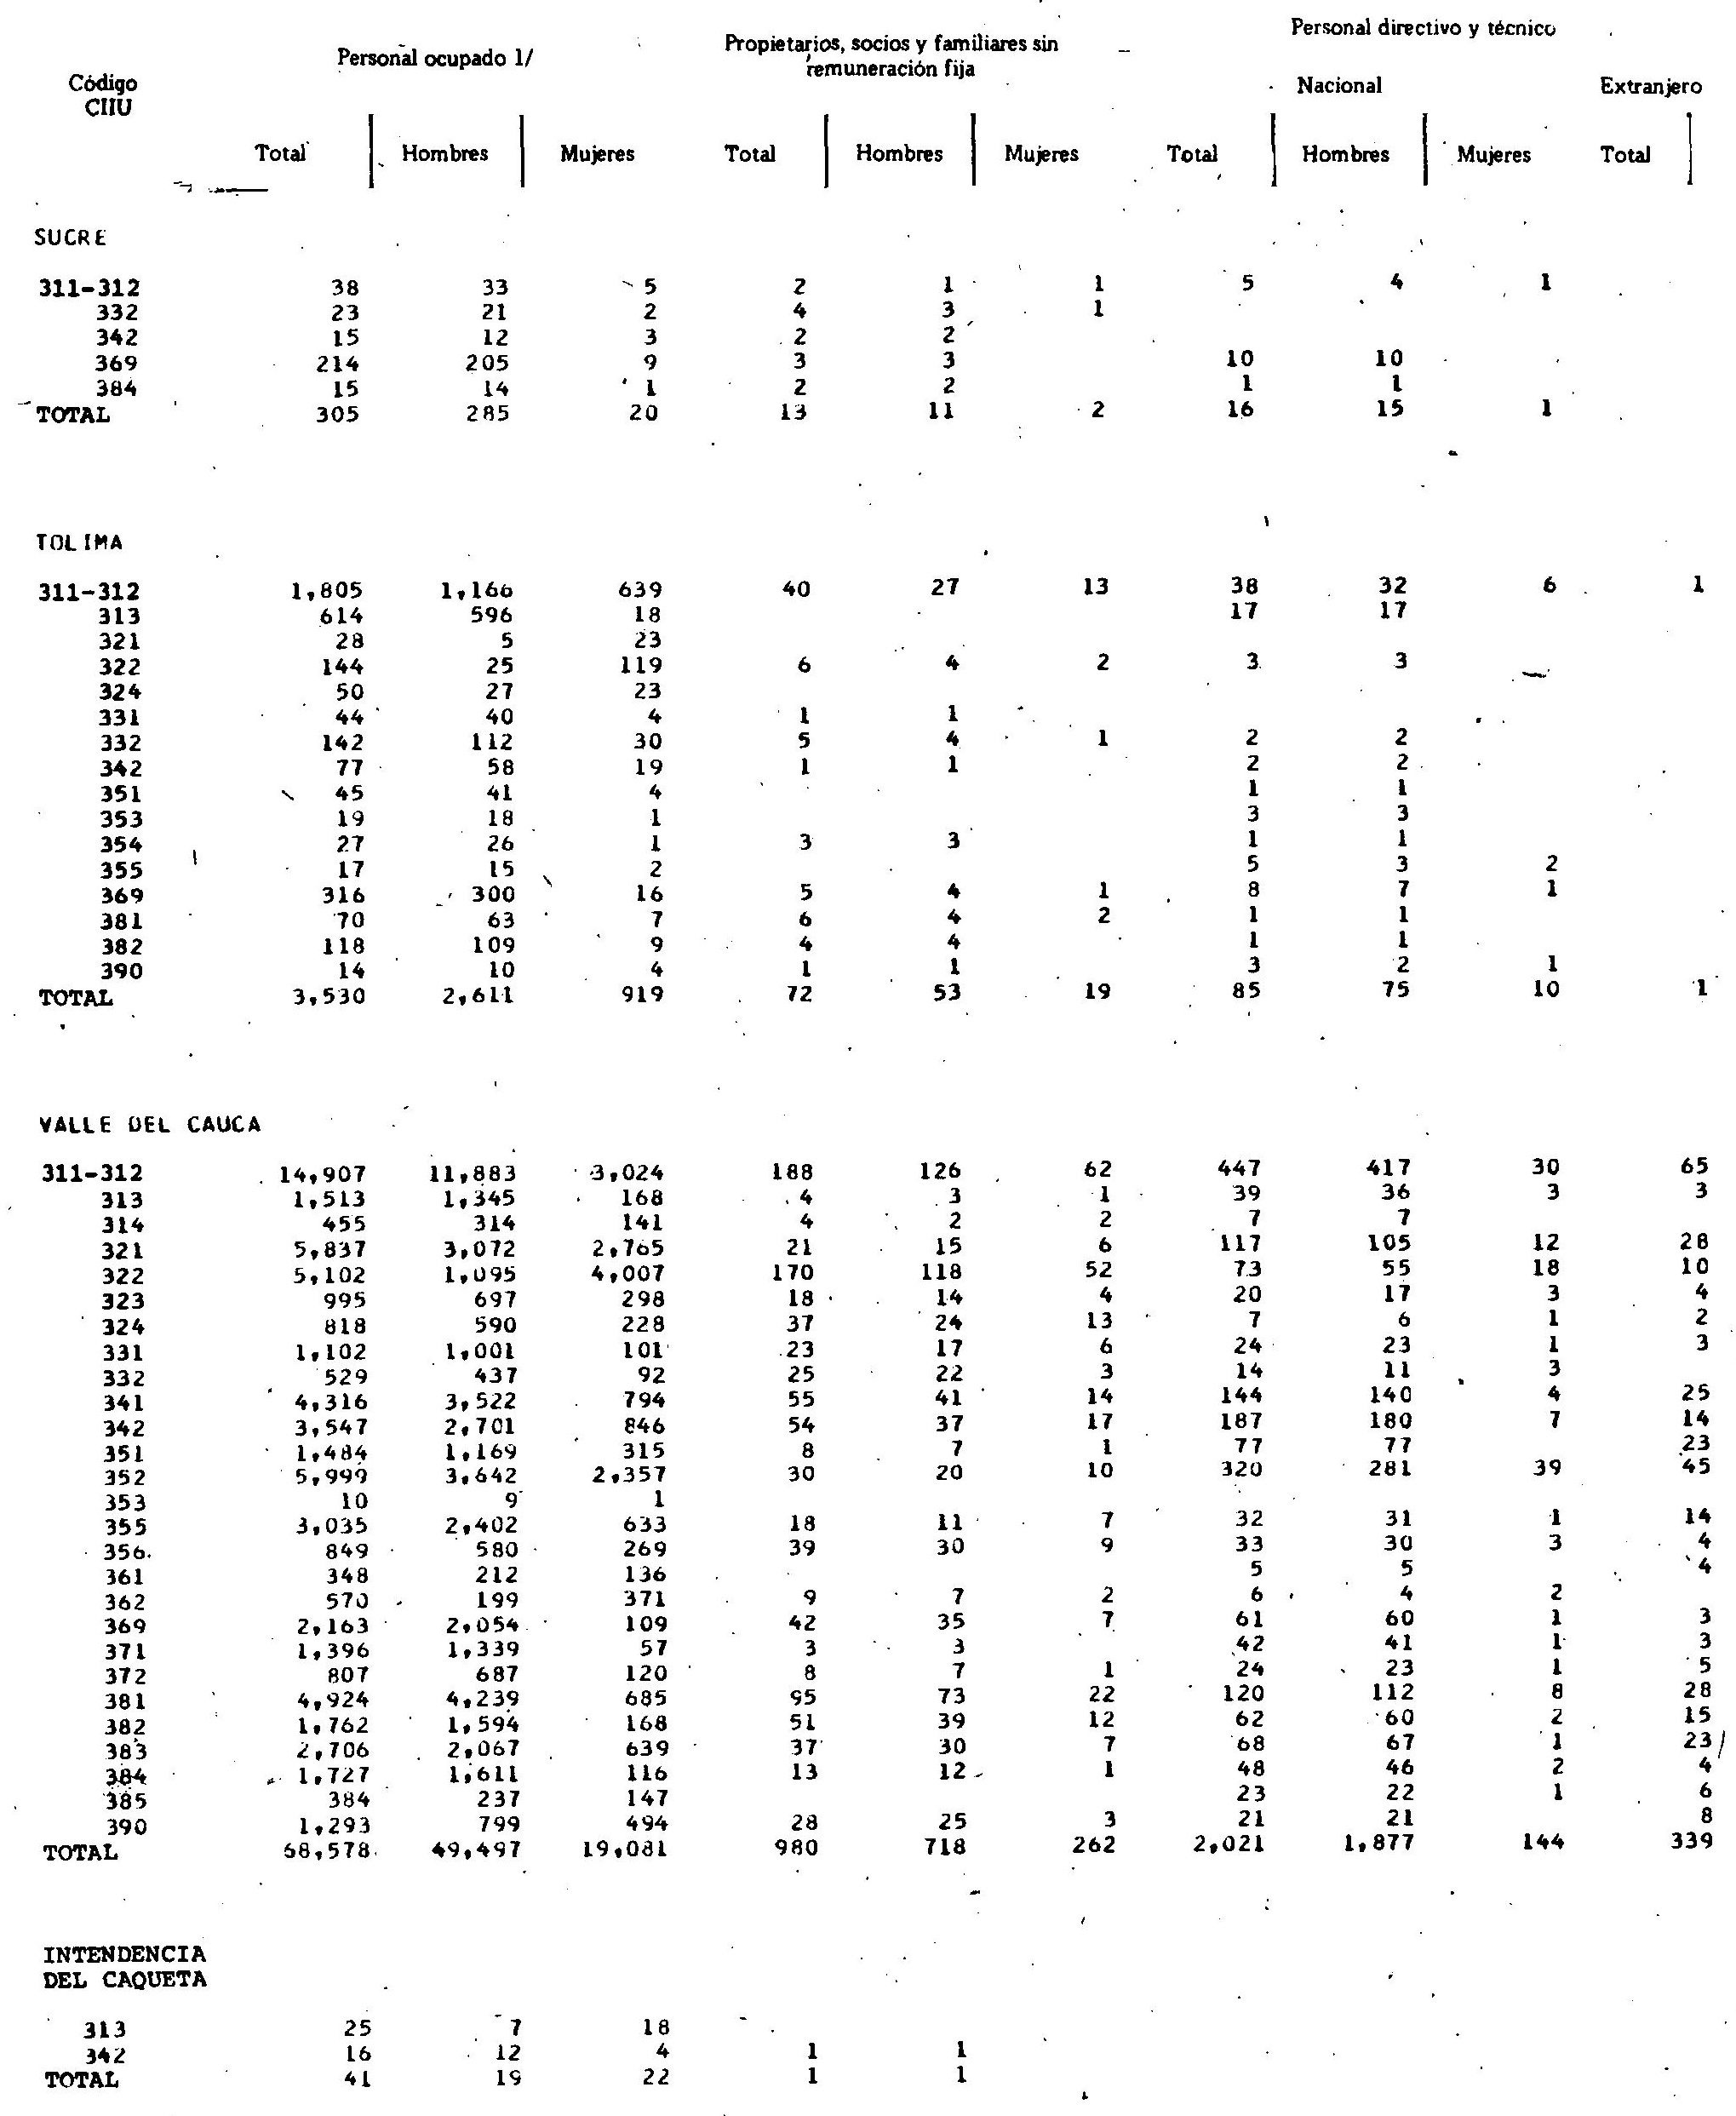 Personal directivo y técnico
Personal ocupado 1/ Propietarios, socios y familiares sin
remuneración fija
Código Nacional Extranjero
CIIU
Total Hombres Mujeres Total Hombres Mujeres Total Hombres Mujeres Total
SUCRE
311-312 38 33 5 2 1 1 5 4 1
332 23 21 2 4 3 1
342 15 12 3 2 2
369 214 205 9 3 3 10 10
384 15 14 1 2 2 1 1
TOTAL 305 285 20 13 11 2 16 15 1
TOLIMA
311-312 1,805 1,166 639 40 27 13 38 32 6 1
313 614 596 18 17 17
321 28 5 23
322 144 25 119 6 4 2 3 3
324 50 27 23
331 44 40 4 1 1
332 142 112 30 5 4 1 2 2
342 77 58 19 1 1 2 2
351 45 41 4 1 1
353 19 18 1 3 3
354 27 26 1 3 3 1 1
355 17 15 2 5 3 2
369 316 300 16 5 4 1 8 7 1
381 70 63 7 6 4 2 1 1
382 118 109 9 4 4 1 1
390 14 10 4 1 1 3 2 1
TOTAL 3,530 2,611 919 72 53 19 85 75 10 1
VALLE DEL CAUCA
311-312 14,907 11,883 3,024 188 126 62 447 417 30 65
313 1,513 1,345 168 4 3 1 39 36 3 3
314 455 314 141 4 2 2 7 7
321 5,837 3,072 2,765 21 15 6 117 105 12 28
322 5,102 1,095 4,007 170 118 52 73 55 18 10
323 995 697 298 18 14 4 20 17 3 4
324 818 590 228 37 24 13 7 6 1 2
331 1,102 1,001 101 23 17 6 24 23 1 3
332 529 437 92 25 22 3 14 11 3
341 4,316 3,522 794 55 41 14 144 140 4 25
342 3,547 2,701 846 54 37 17 187 180 7 14
351 1,484 1,169 315 8 7 1 77 77 23
352 5,999 3,642 2,357 30 20 10 320 281 39 45
353 10 9 1
355 3,035 2,402 633 18 11 7 32 31 1 14
356 849 580 269 39 30 9 33 30 3 4
361 348 212 136 5 5 4
362 570 199 371 9 7 2 6 4 2
369 2,163 2,054 109 42 35 7 61 60 1 3
371 1,396 1,339 57 3 3 42 41 1 3
372 807 687 120 8 7 1 24 23 1 5
381 4,924 4,239 685 95 73 22 120 112 8 28
382 1,762 1,594 168 51 39 12 62 60 2 15
383 2,706 2,067 639 37 30 7 68 67 1 23
384 1,727 1,611 116 13 12 1 48 46 2 4
385 384 237 147 23 22 1 6
390 1,293 799 494 28 25 3 21 21 8
TOTAL 68,578 49,497 19,081 980 718 262 2,021 1,877 144 339
INTENDENCIA
DEL CAQUETA
313 25 7 18
342 16 12 4 1 1
TOTAL 41 19 22 1 1